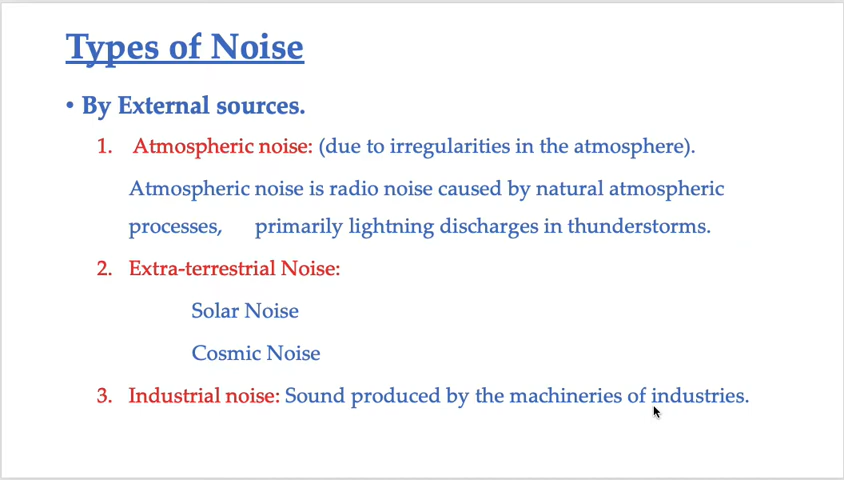 Types of Noise
• By External sources.
1. Atmospheric noise: (due to irregularities in the atmosphere).
Atmospheric noise is radio noise caused by natural atmospheric
processes, primarily lightning discharges in thunderstorms.
2. Extra-terrestrial Noise:
Solar Noise
Cosmic Noise
3. Industrial noise: Sound produced by the machineries of industries.